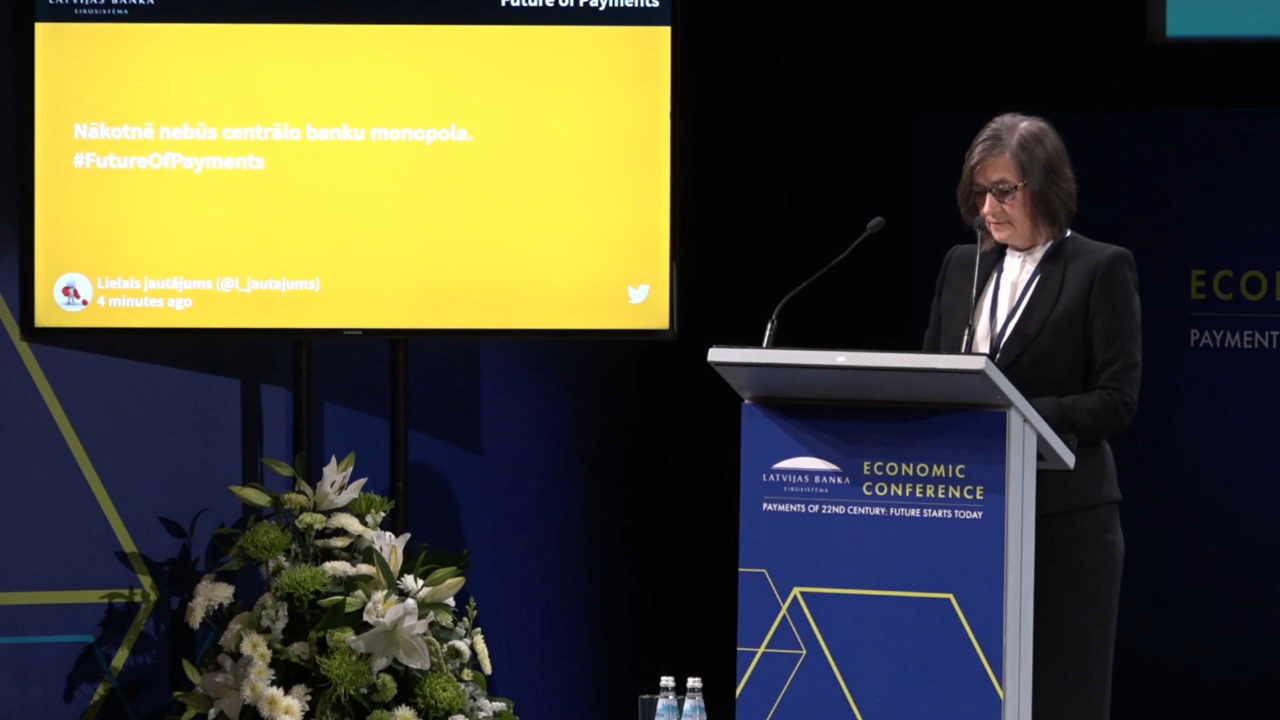 LATVIJAS BANKA
EIROSISTĒMA
Future of Payments
Nākotnē nebūs centrālo banku monopola.
#FutureOfPayments
Lielais jautājums (@l_jautajums)
4 minutes ago
ECO
PAYMENT
LATVIJAS BANKA
EIROSISTĒMA
ECONOMIC
CONFERENCE
PAYMENTS OF 22ND CENTURY: FUTURE STARTS TODAY